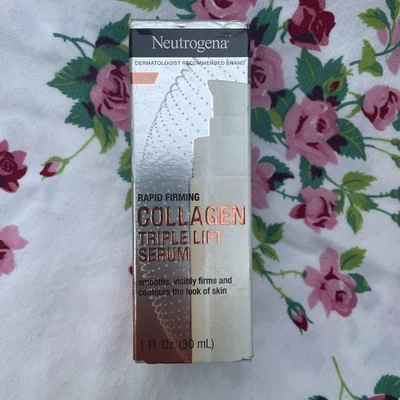 Neutrogena®
DERMATOLOGIST RECOMMENDED BRAND
RAPID FIRMING
COLLAGEN
TRIPLE LIFT
SERUM
smooths, visibly firms and
contours the look of skin
1 Fl. Oz. (30 mL)